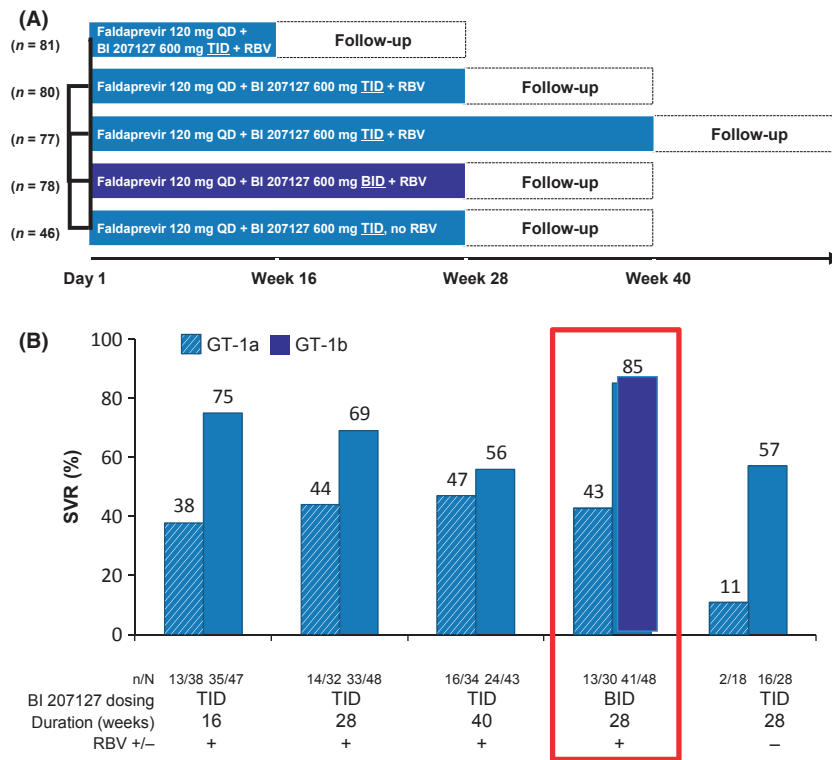 (A)
Faldaprevir 120 mg QD +
BI 207127 600 mg TID + RBV
Follow-up
(n = 81)
Faldaprevir 120 mg QD + BI 207127 600 mg TID + RBV
Follow-up
(n = 80)
Faldaprevir 120 mg QD + BI 207127 600 mg TID + RBV
Follow-up
(n = 77)
Faldaprevir 120 mg QD + BI 207127 600 mg BID + RBV
Follow-up
(n = 78)
Faldaprevir 120 mg QD + BI 207127 600 mg TID, no RBV
Follow-up
(n = 46)
Day 1 Week 16 Week 28 Week 40
(B)
GT-1a GT-1b
SVR (%)
100
80
60
40
20
0
38 75
44 69
47 56
43 85
11 57
n/N 13/38 35/47 14/32 33/48 16/34 24/43 13/30 41/48 2/18 16/28
BI 207127 dosing TID TID TID BID TID
Duration (weeks) 16 28 40 28 28
RBV +/– + + + + –